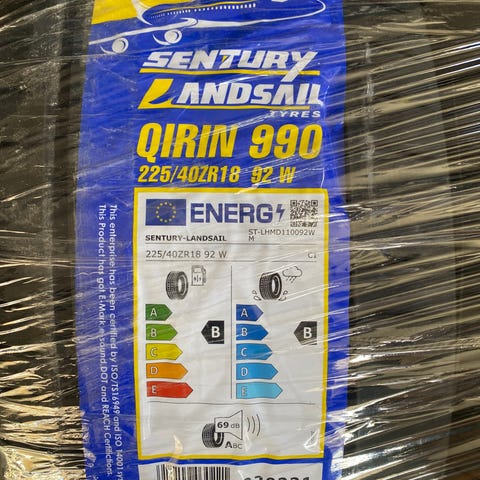 SENTURY
LANDSAIL
TYRES
QIRIN 990
225/40ZR18 92 W
ENERG
SENTURY-LANDSAIL
ST-LHMD110092W
M
225/40ZR18 92 W
C1
A
B
C
D
E
B
A
B
C
D
E
B
69 dB
ABC
This enterprise has been certified by ISO/TS16949 and ISO 14001
This Product has got E-Mark
DOT and REACH Certification